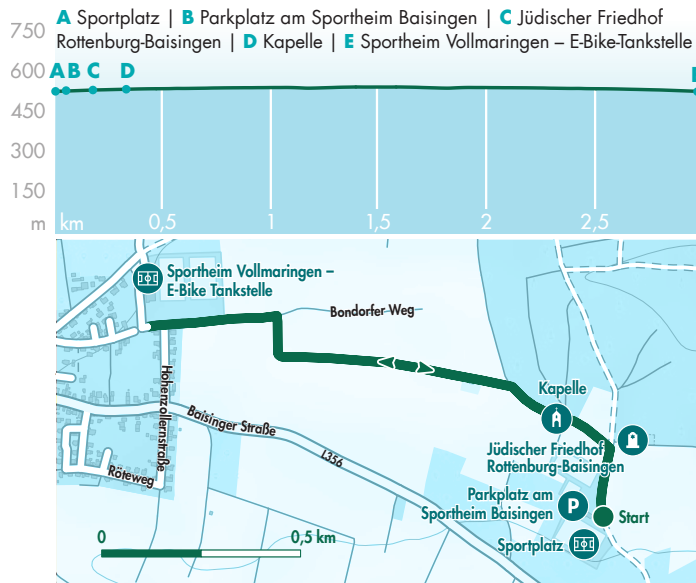 A Sportplatz | B Parkplatz am Sportheim Baisingen | C Jüdischer Friedhof
Rottenburg-Baisingen | D Kapelle | E Sportheim Vollmaringen – E-Bike-Tankstelle
750
600
A B C D E
450
300
150
m km 0,5 1 1,5 2 2,5
Sportheim Vollmaringen –
E-Bike Tankstelle
Bondorfer Weg
Hohenzollernstraße
Kapelle
Baisinger Straße
Jüdischer Friedhof
Rottenburg-Baisingen
L356
Röteweg
Parkplatz am
Sportheim Baisingen
P
Start
Sportplatz
0 0,5 km